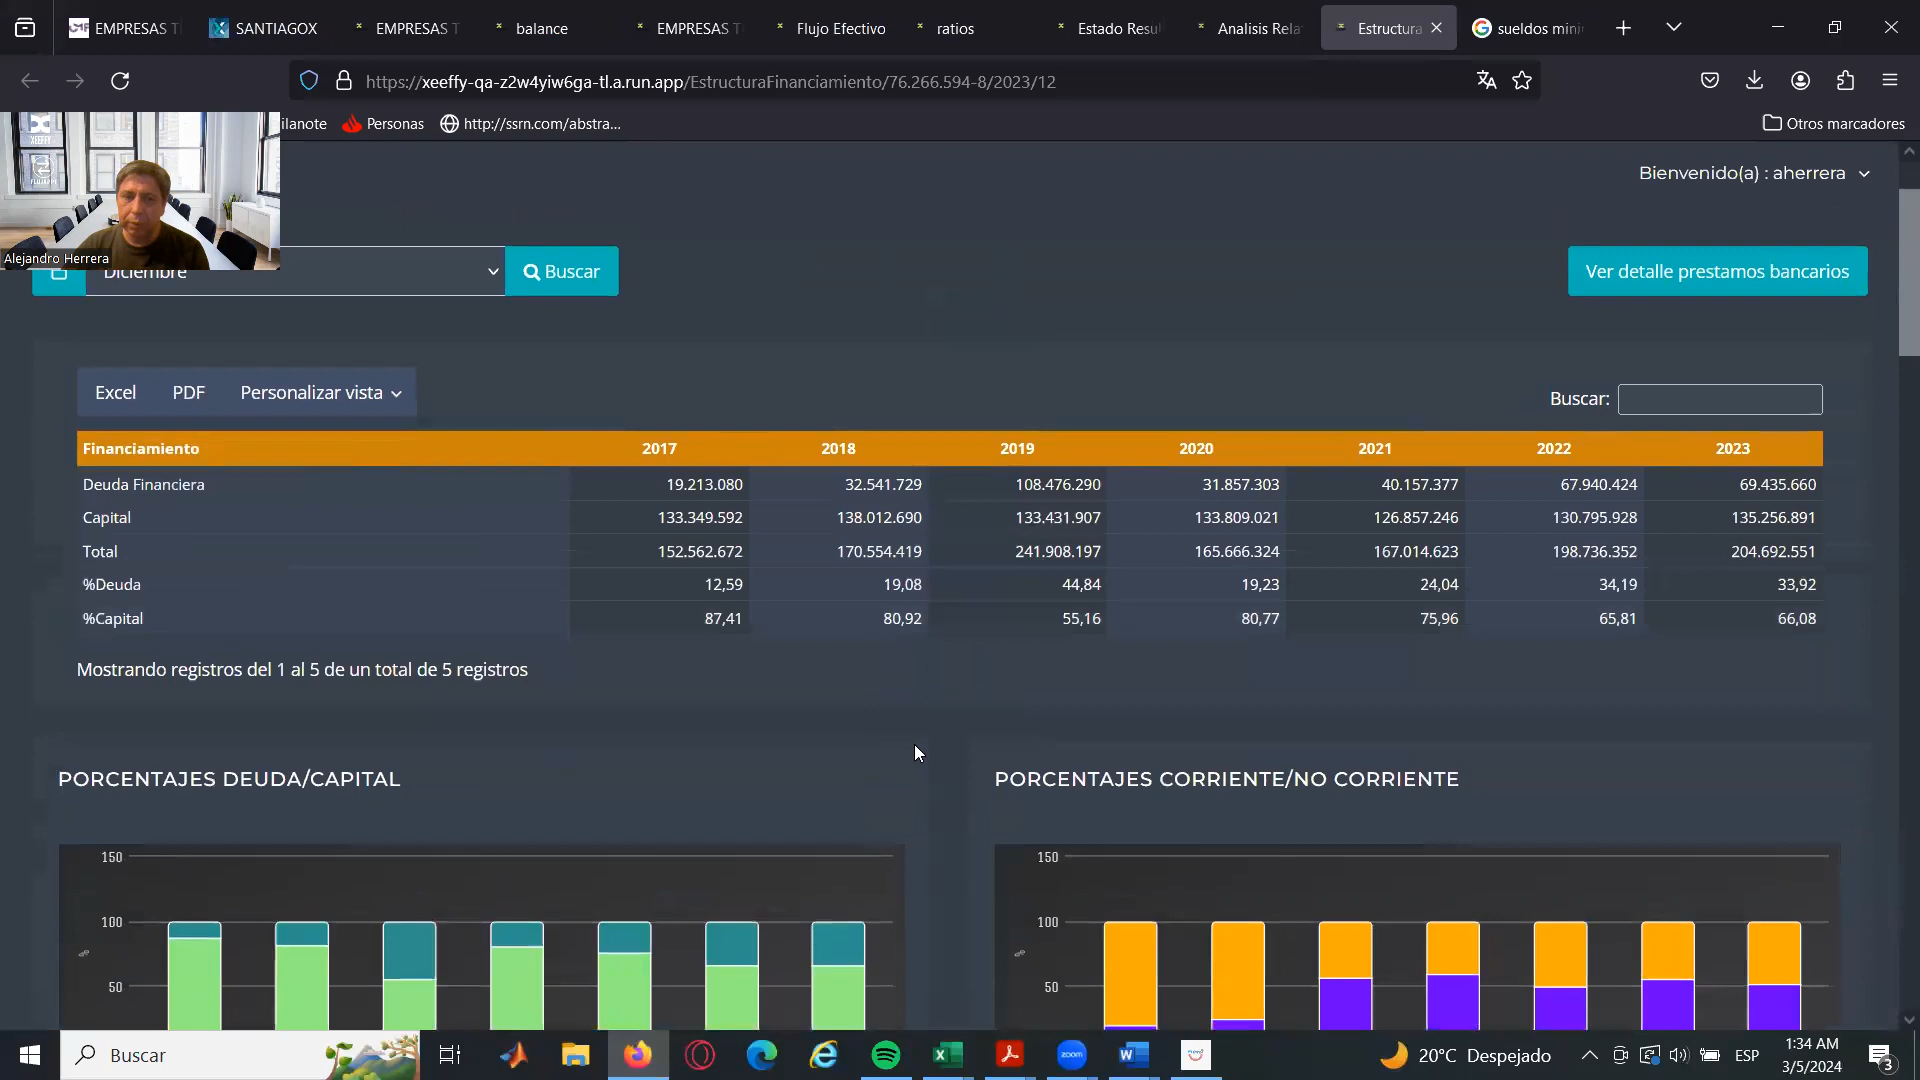 EMPRESAS T
SANTIAGOX
EMPRESAS T
balance
EMPRESAS T
Flujo Efectivo
ratios
Estado Resul
Analisis Rela
Estructura
sueldos mini
https://xeeffy-qa-z2w4yiw6ga-tl.a.run.app/EstructuraFinanciamiento/76.266.594-8/2023/12
ilanote
Personas
http://ssrn.com/abstra...
Otros marcadores
XEEFFY
Alejandro Herrera
Bienvenido(a) : aherrera
Diciembre
Buscar
Ver detalle prestamos bancarios
Excel PDF Personalizar vista
Buscar:
Financiamiento 2017 2018 2019 2020 2021 2022 2023
Deuda Financiera 19.213.080 32.541.729 108.476.290 31.857.303 40.157.377 67.940.424 69.435.660
Capital 133.349.592 138.012.690 133.431.907 133.809.021 126.857.246 130.795.928 135.256.891
Total 152.562.672 170.554.419 241.908.197 165.666.324 167.014.623 198.736.352 204.692.551
%Deuda 12,59 19,08 44,84 19,23 24,04 34,19 33,92
%Capital 87,41 80,92 55,16 80,77 75,96 65,81 66,08
Mostrando registros del 1 al 5 de un total de 5 registros
PORCENTAJES DEUDA/CAPITAL
150
100
%
50
PORCENTAJES CORRIENTE/NO CORRIENTE
150
100
%
50
Buscar
zoom
20°C Despejado
ESP
1:34 AM
3/5/2024
3